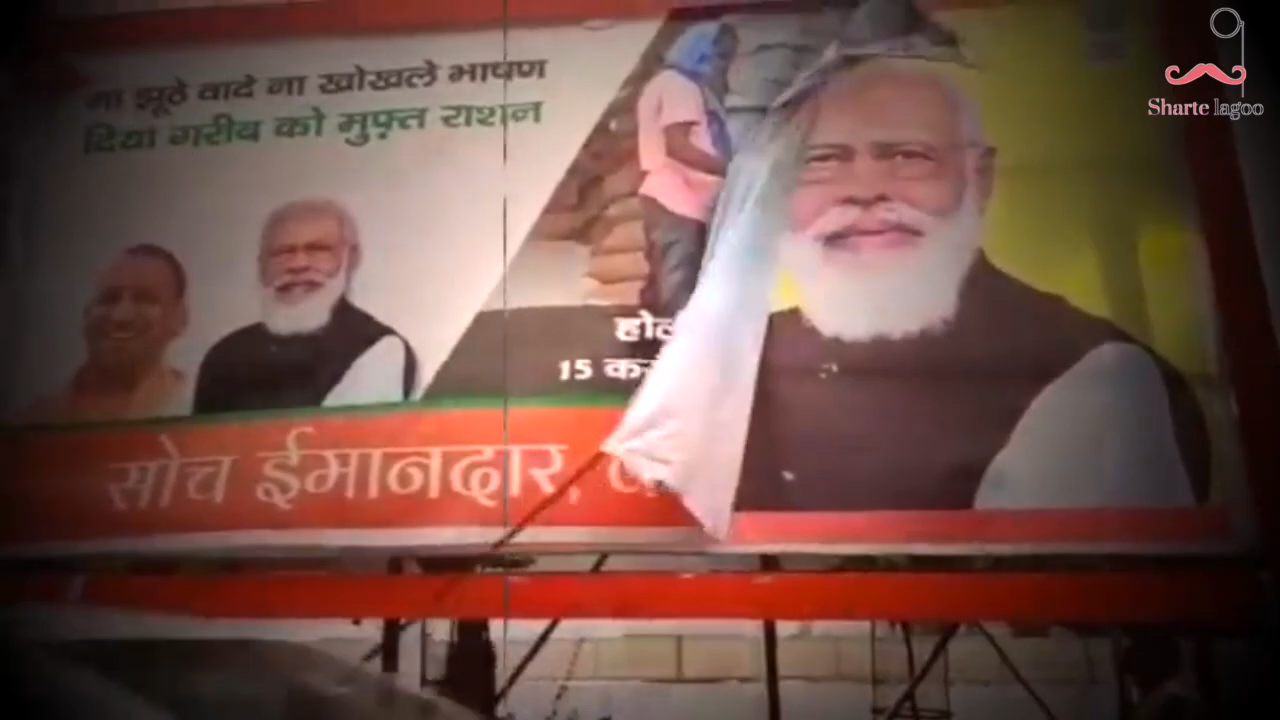 ना झूठे वादे ना खोखले भाषण
दिया गरीब को मुफ़्त राशन
15
सोच ईमानदार,
Sharte lagoo